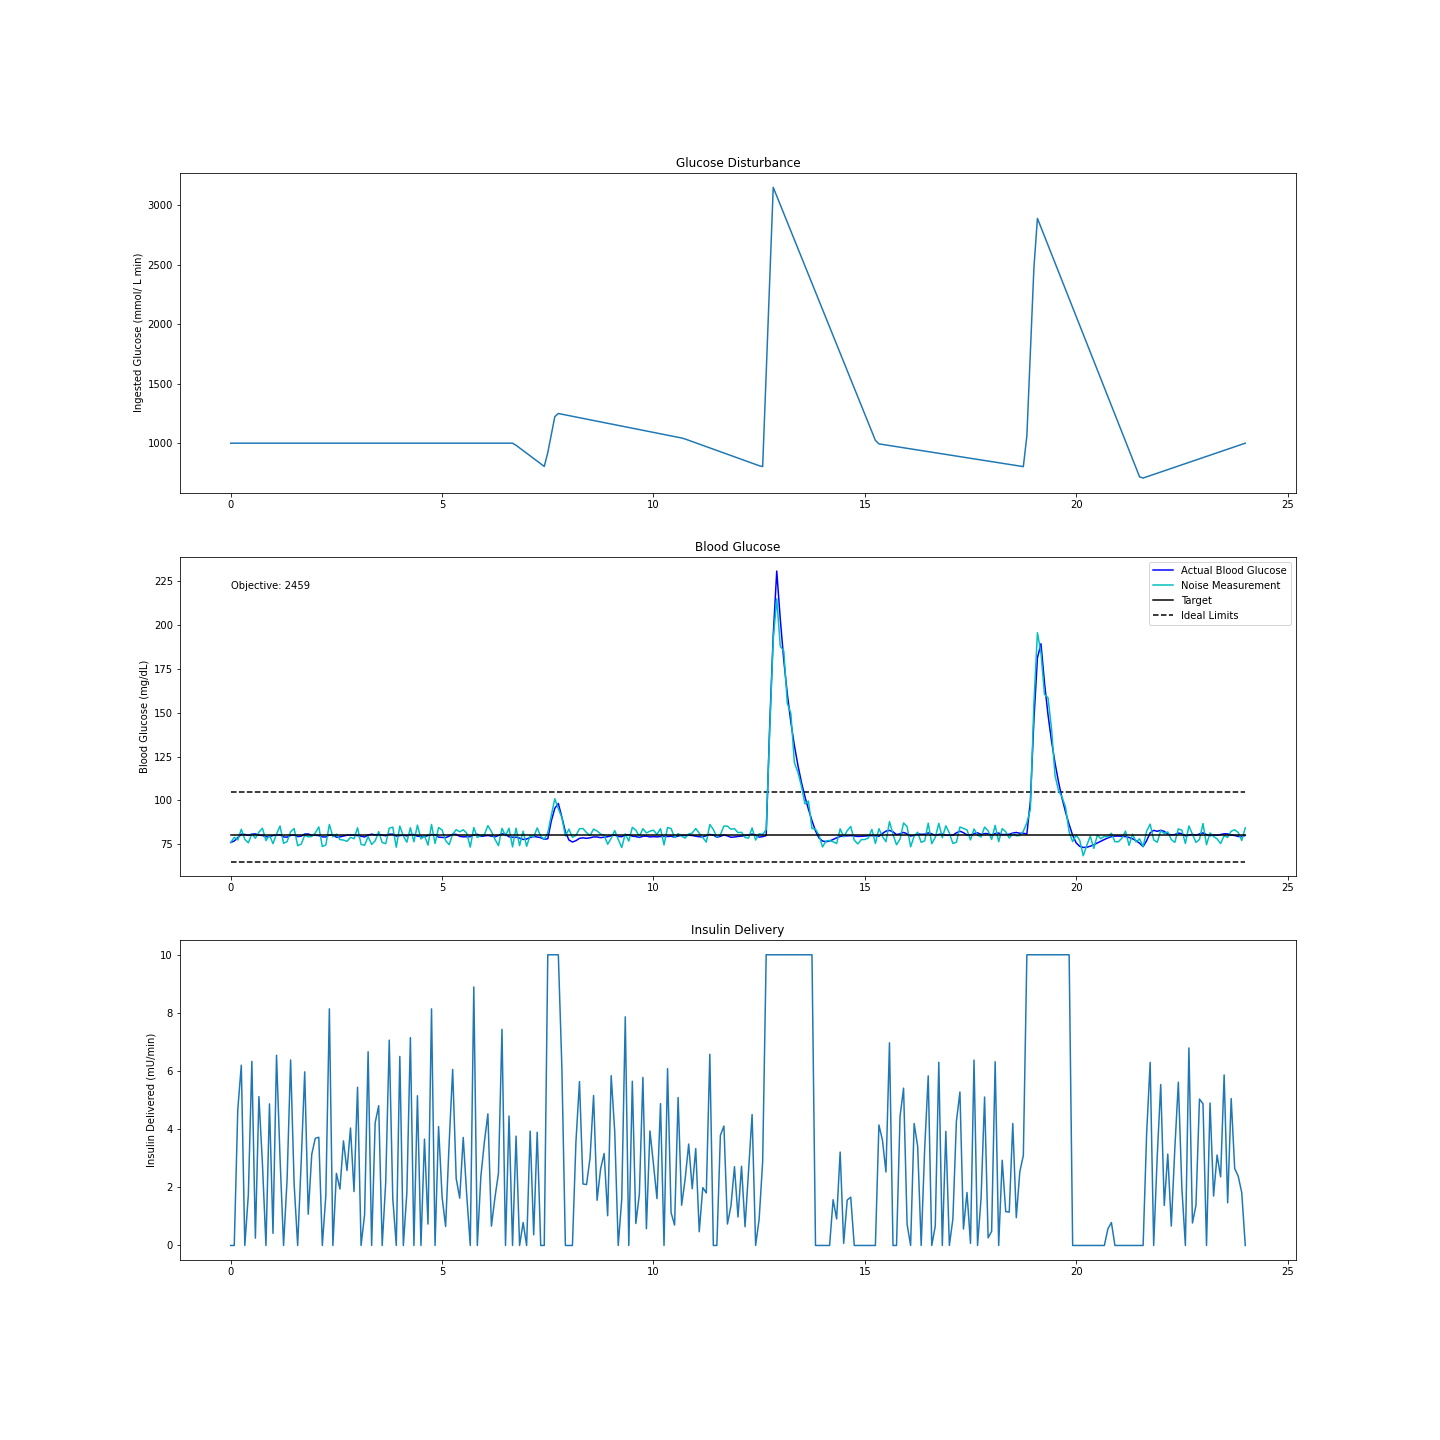 Glucose Disturbance
Ingested Glucose (mmol/ L min)
3000
2500
2000
1500
1000
0 5 10 15 20 25
Blood Glucose
Blood Glucose (mg/dL)
225
200
175
150
125
100
75
Objective: 2459
Actual Blood Glucose
Noise Measurement
Target
Ideal Limits
0 5 10 15 20 25
Insulin Delivery
Insulin Delivered (mU/min)
10
8
6
4
2
0
0 5 10 15 20 25